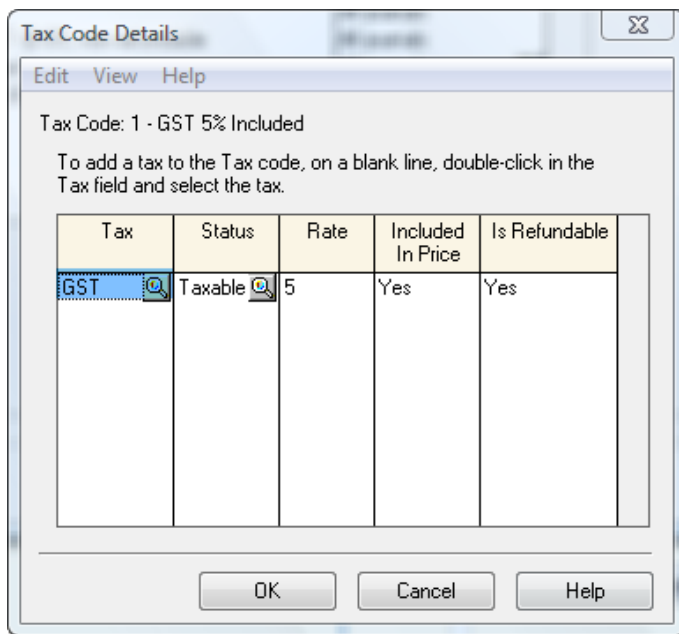 Tax Code Details
Edit View Help
Tax Code: 1 - GST 5% Included
To add a tax to the Tax code, on a blank line, double-click in the
Tax field and select the tax.
Tax Status Rate Included In Price Is Refundable
GST Taxable 5 Yes Yes
OK Cancel Help